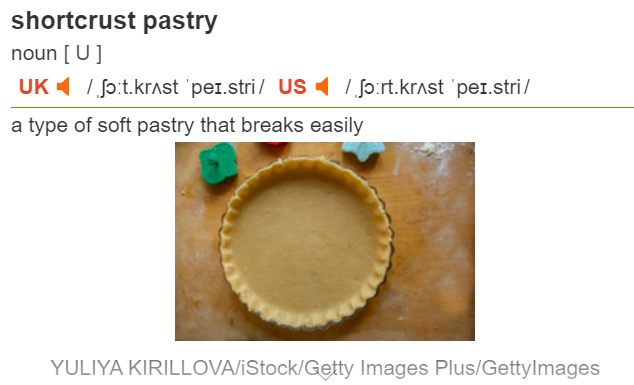 shortcrust pastry
noun [ U ]
UK /ˌʃɔːt.krʌst ˈpeɪ.stri/ US /ˌʃɔːrt.krʌst ˈpeɪ.stri/
a type of soft pastry that breaks easily
YULIYA KIRILLOVA/iStock/Getty Images Plus/GettyImages